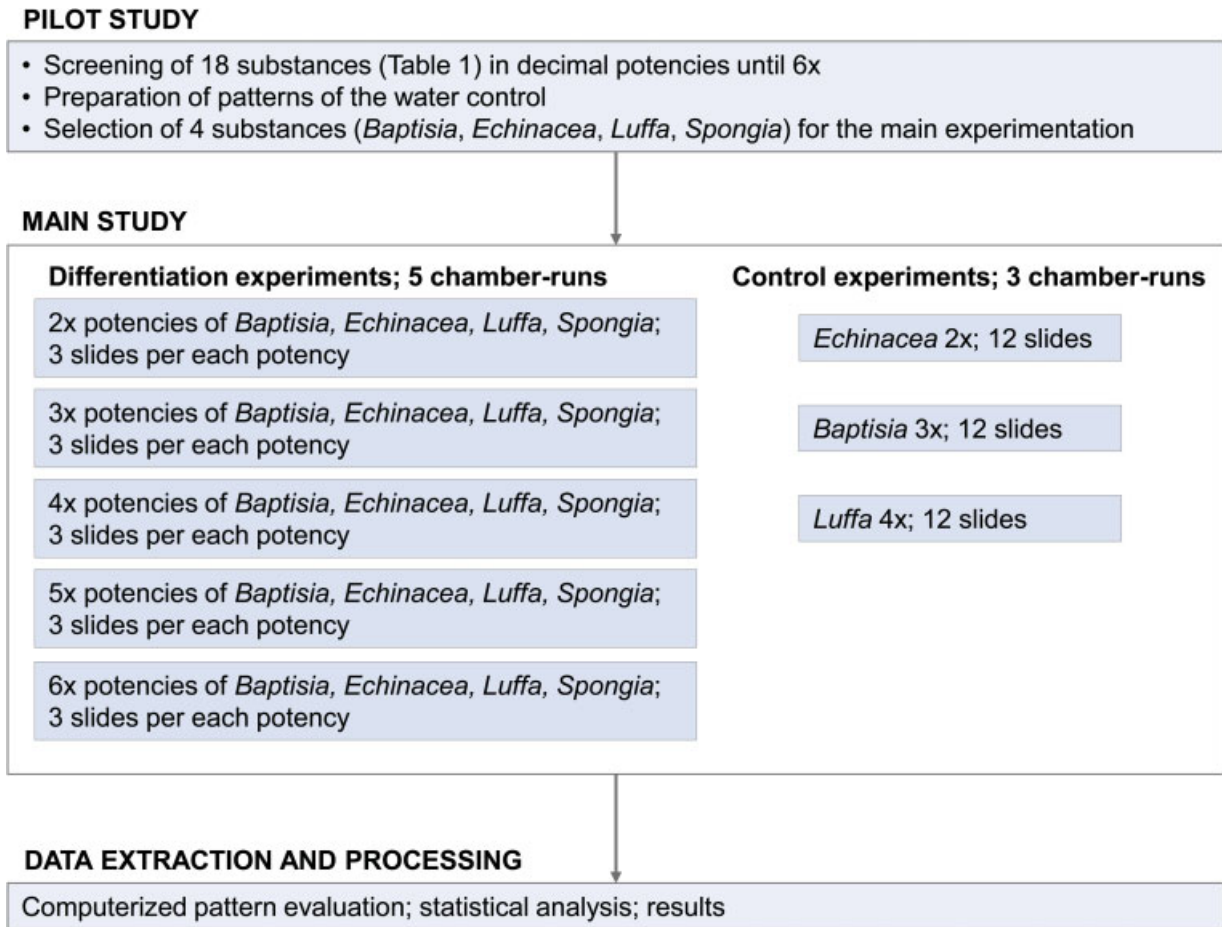 PILOT STUDY
• Screening of 18 substances (Table 1) in decimal potencies until 6x
• Preparation of patterns of the water control
• Selection of 4 substances (Baptisia, Echinacea, Luffa, Spongia) for the main experimentation
MAIN STUDY
Differentiation experiments; 5 chamber-runs
2x potencies of Baptisia, Echinacea, Luffa, Spongia;
3 slides per each potency
3x potencies of Baptisia, Echinacea, Luffa, Spongia;
3 slides per each potency
4x potencies of Baptisia, Echinacea, Luffa, Spongia;
3 slides per each potency
5x potencies of Baptisia, Echinacea, Luffa, Spongia;
3 slides per each potency
6x potencies of Baptisia, Echinacea, Luffa, Spongia;
3 slides per each potency
Control experiments; 3 chamber-runs
Echinacea 2x; 12 slides
Baptisia 3x; 12 slides
Luffa 4x; 12 slides
DATA EXTRACTION AND PROCESSING
Computerized pattern evaluation; statistical analysis; results